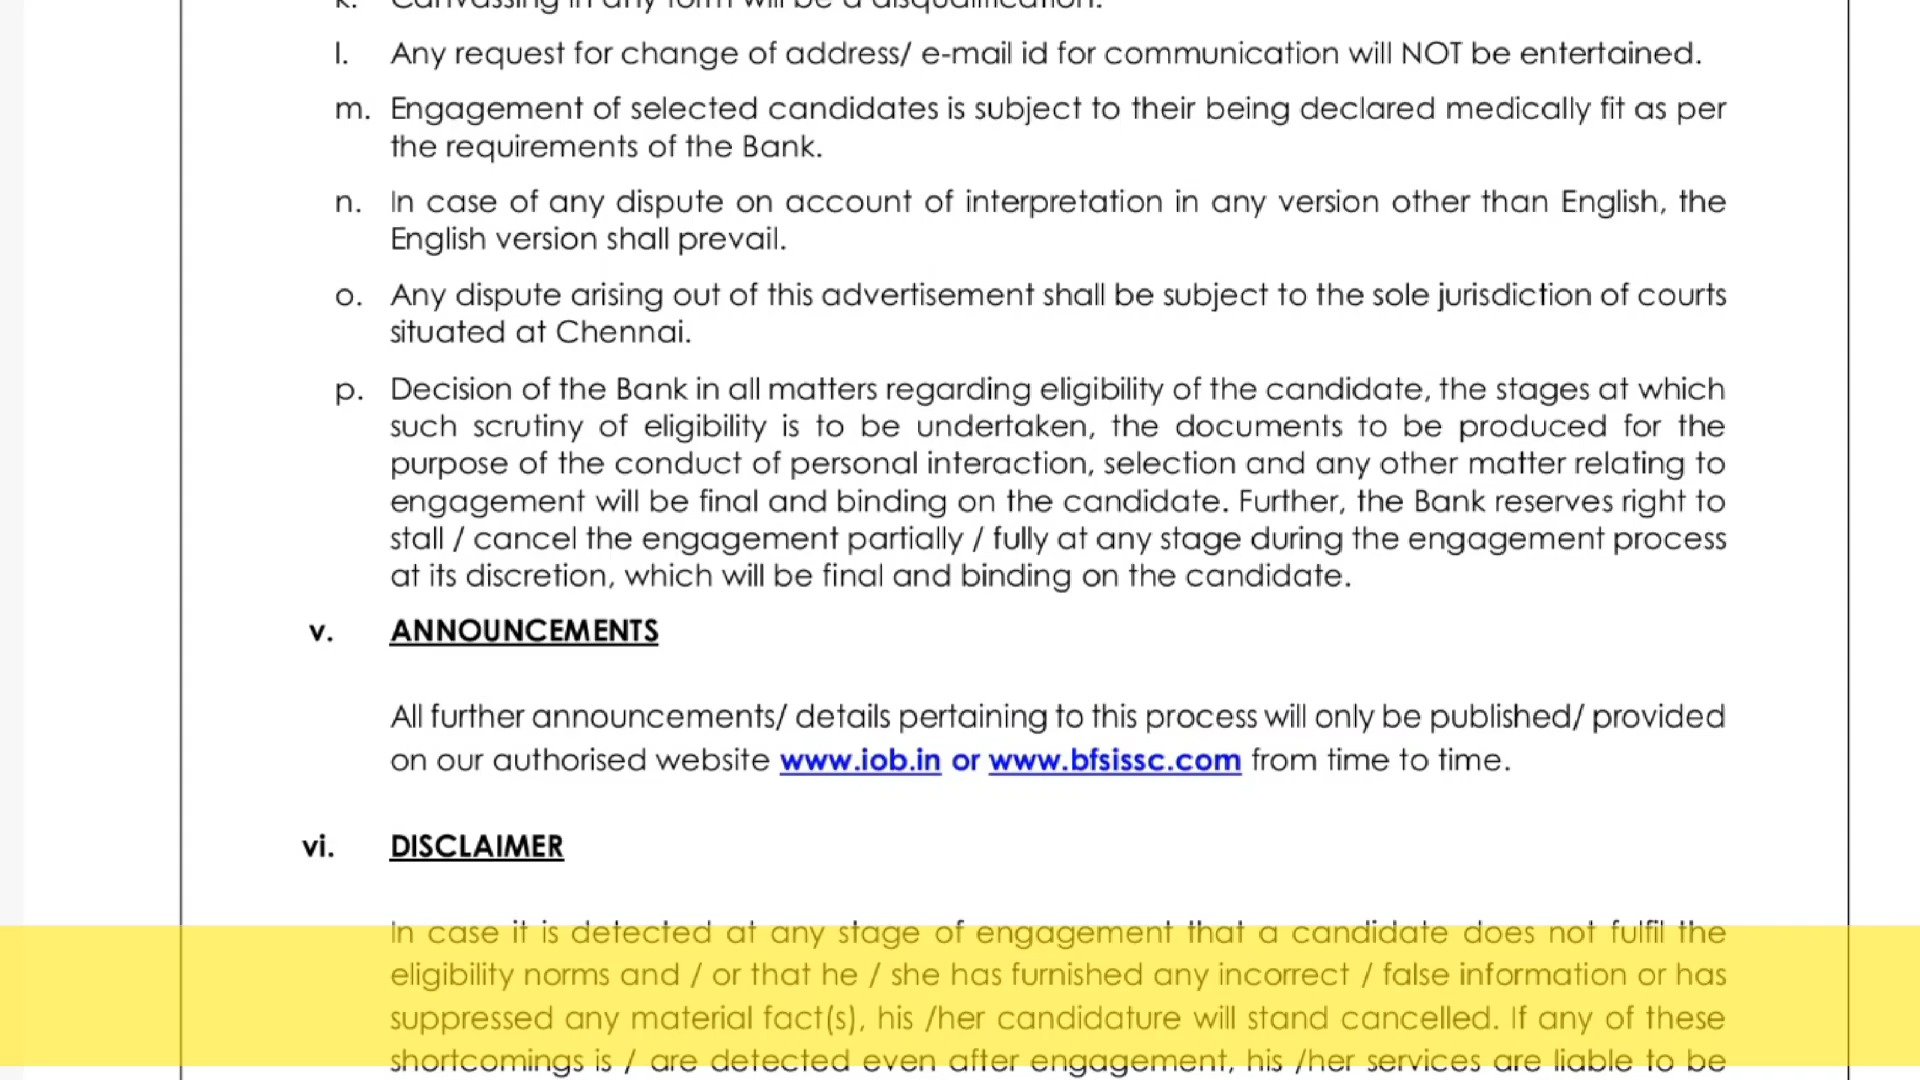 k. Canvassing in any form will be a disqualification.
l. Any request for change of address/ e-mail id for communication will NOT be entertained.
m. Engagement of selected candidates is subject to their being declared medically fit as per
the requirements of the Bank.
n. In case of any dispute on account of interpretation in any version other than English, the
English version shall prevail.
o. Any dispute arising out of this advertisement shall be subject to the sole jurisdiction of courts
situated at Chennai.
p. Decision of the Bank in all matters regarding eligibility of the candidate, the stages at which
such scrutiny of eligibility is to be undertaken, the documents to be produced for the
purpose of the conduct of personal interaction, selection and any other matter relating to
engagement will be final and binding on the candidate. Further, the Bank reserves right to
stall / cancel the engagement partially / fully at any stage during the engagement process
at its discretion, which will be final and binding on the candidate.
v. ANNOUNCEMENTS
All further announcements/ details pertaining to this process will only be published/ provided
on our authorised website www.iob.in or www.bfsissc.com from time to time.
vi. DISCLAIMER
In case it is detected at any stage of engagement that a candidate does not fulfil the
eligibility norms and / or that he / she has furnished any incorrect / false information or has
suppressed any material fact(s), his /her candidature will stand cancelled. If any of these
shortcomings is / are detected even after engagement, his /her services are liable to be